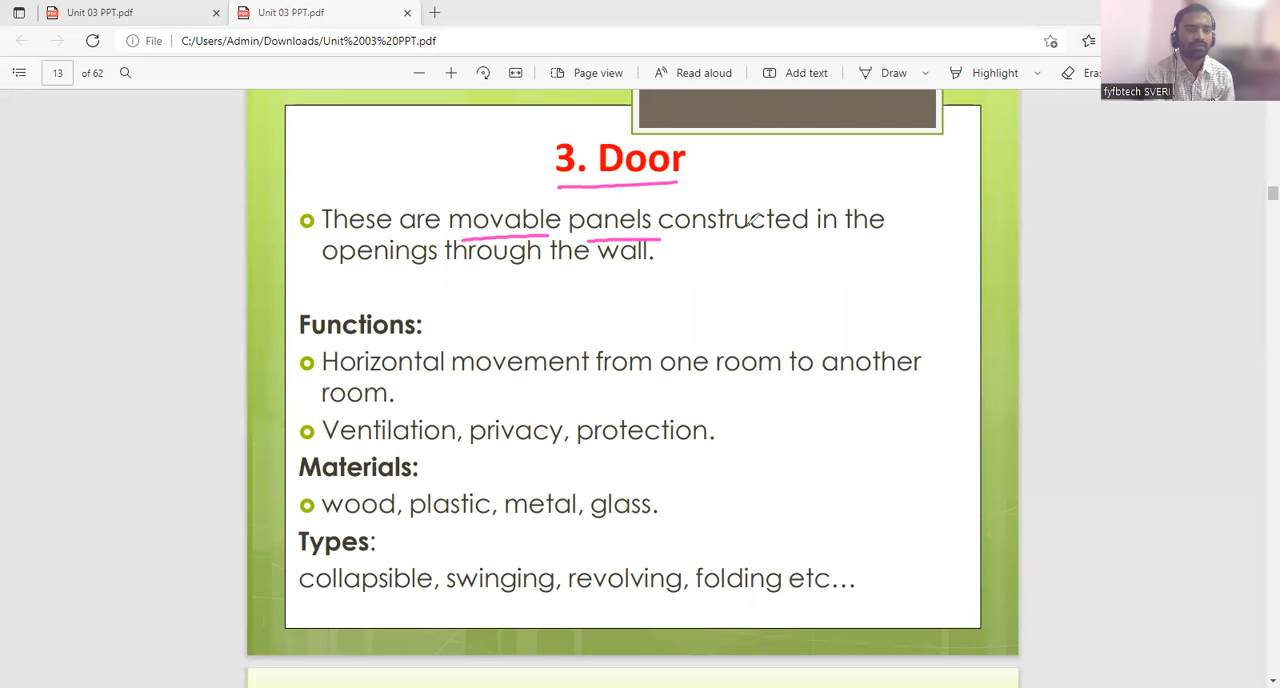 Unit 03 PPT.pdf
Unit 03 PPT.pdf
File C:/Users/Admin/Downloads/Unit%2003%20PPT.pdf
13 of 62 Page view Read aloud Add text Draw Highlight
fyfbtech SVERI
3. Door
These are movable panels constructed in the
openings through the wall.
Functions:
Horizontal movement from one room to another
room.
Ventilation, privacy, protection.
Materials:
wood, plastic, metal, glass.
Types:
collapsible, swinging, revolving, folding etc...